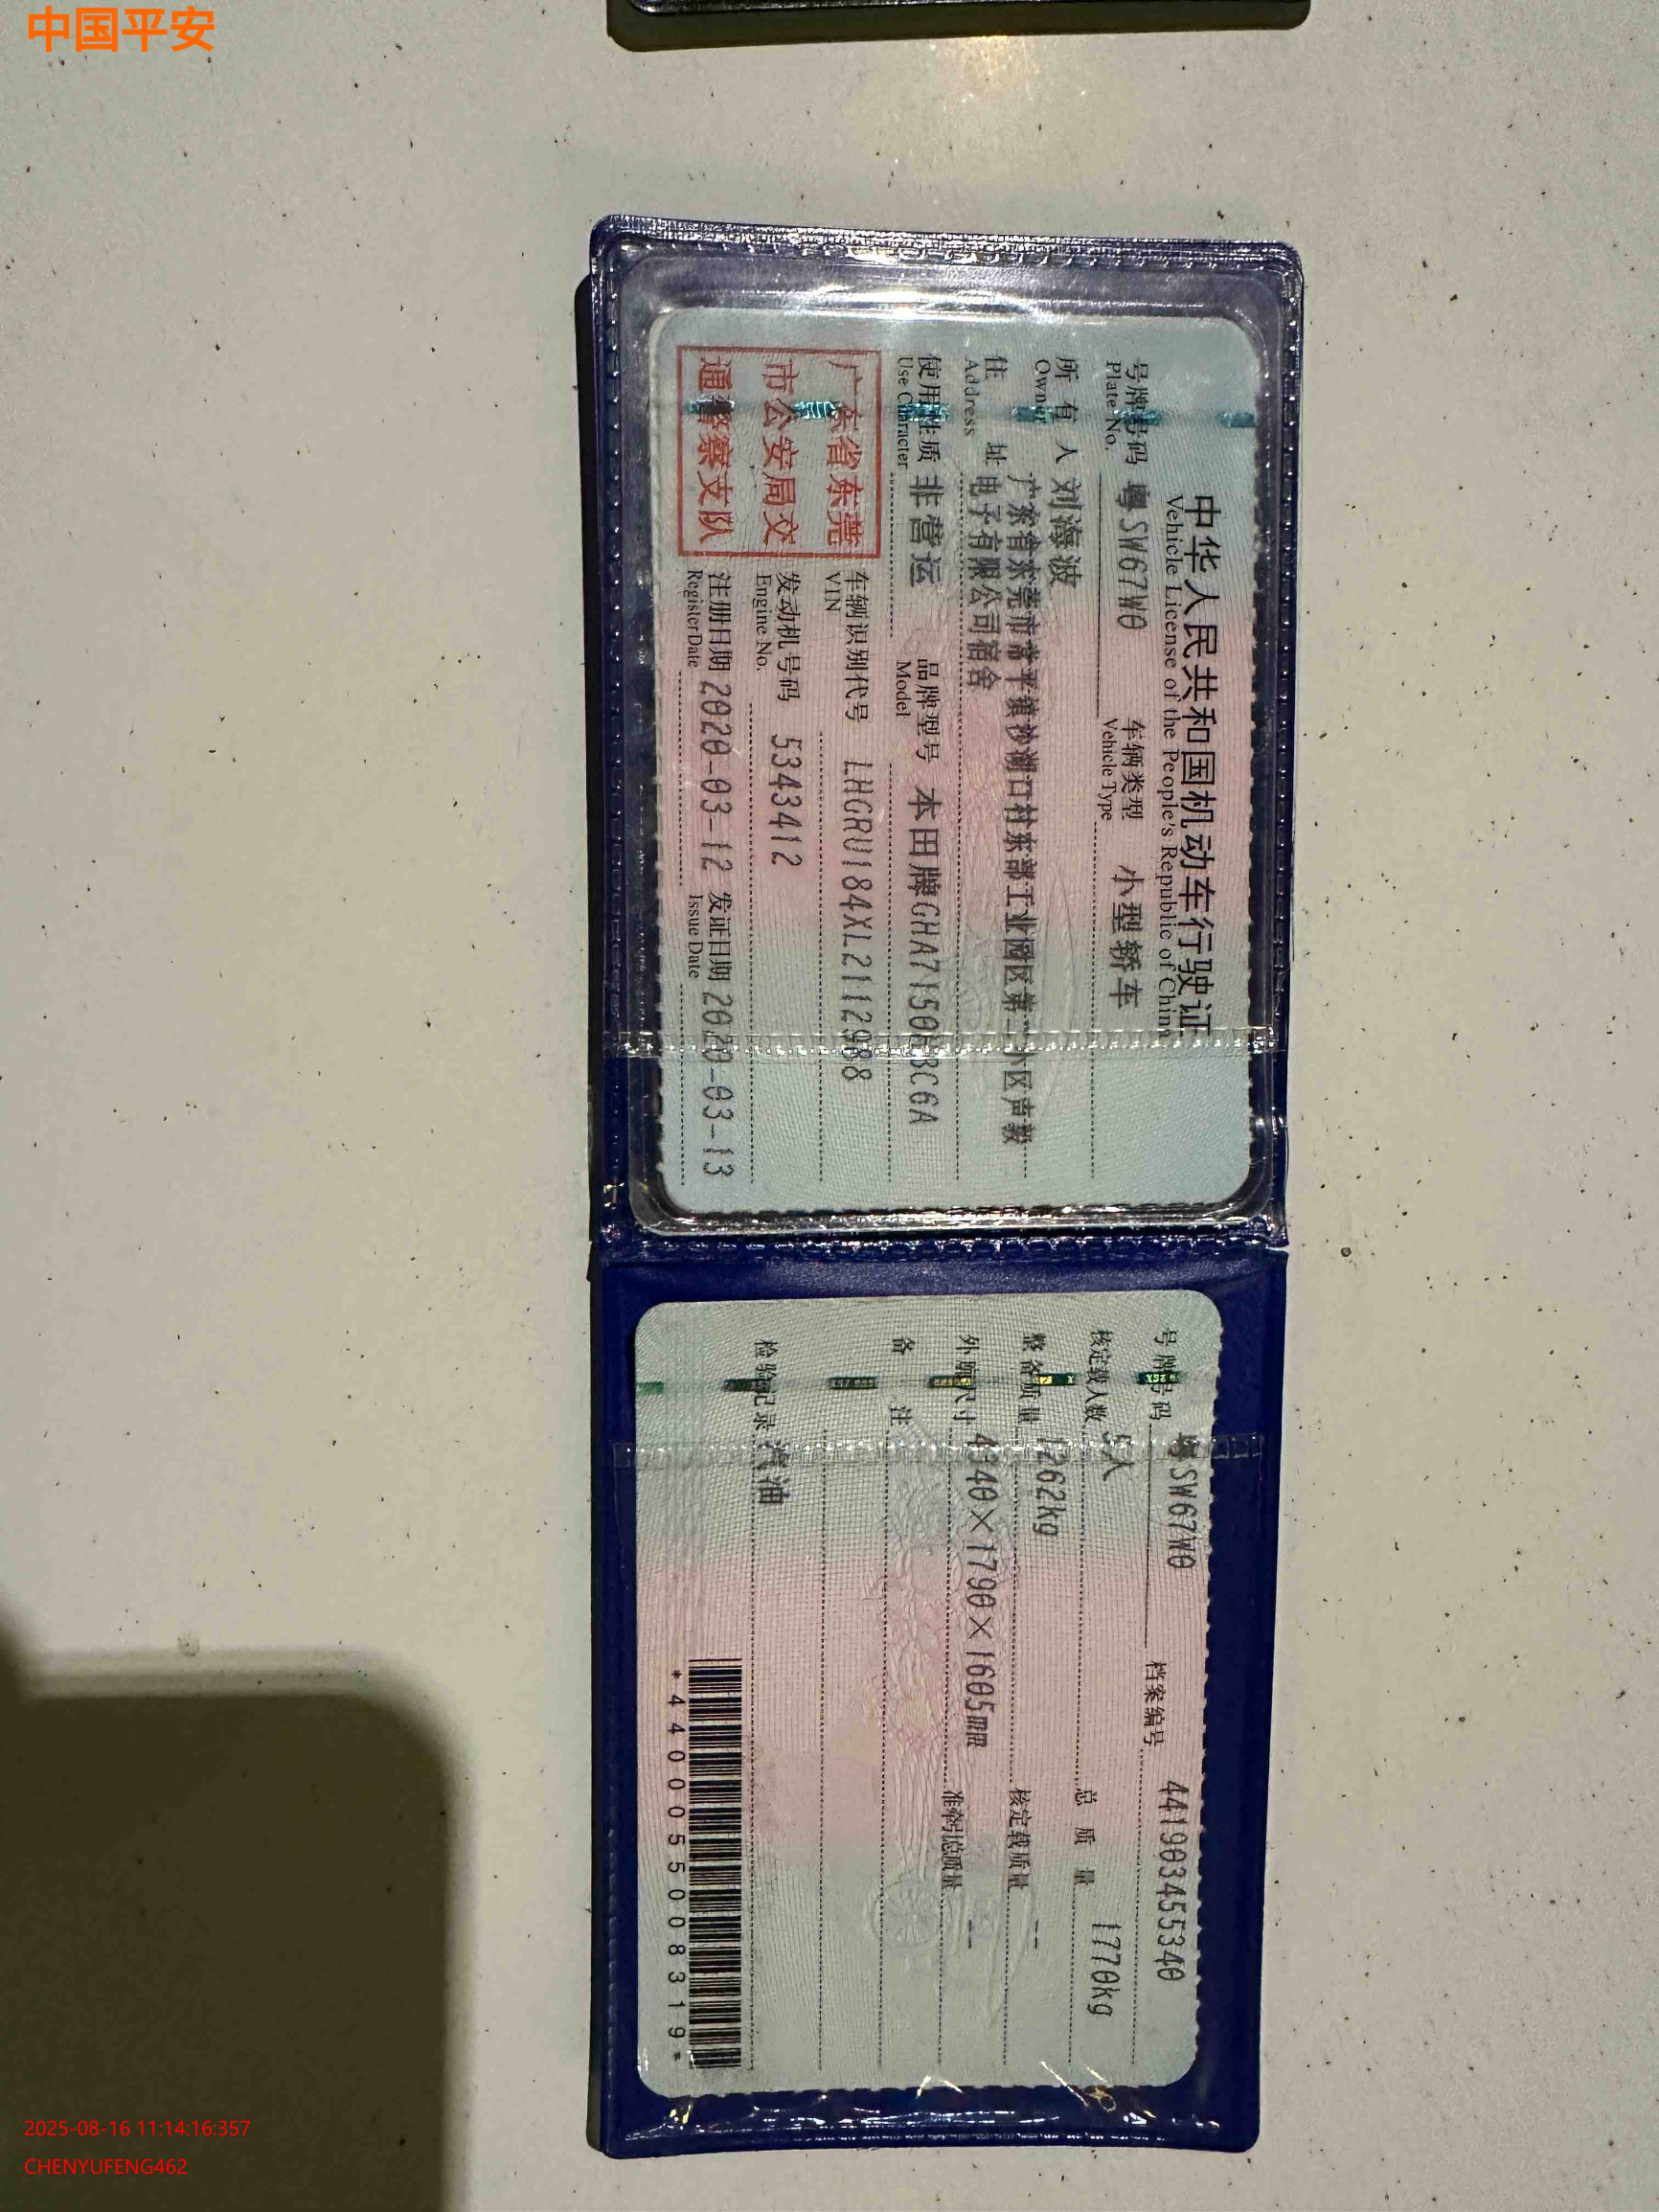 中国平安
中华人民共和国机动车行驶证
Vehicle License of the People's Republic of China
号牌号码 粤SW67W0 车辆类型 小型轿车
Plate No. Vehicle Type
所有人 刘海波
Owner
住址 广东省东莞市常平镇沙湖口村东部工业园区第二小区声毅
Address 电子有限公司宿舍
使用性质 非营运 品牌型号 本田牌GHA7150RBC6A
Use Character Model
广东省东莞
市公安局交
通警察支队
车辆识别代号 LHGRU184XL2112988
VIN
发动机号码 5343412
Engine No.
注册日期 2020-03-12 发证日期 2020-03-13
Register Date Issue Date
号牌号码 粤SW67W0 档案编号 441903455340
核定载人数 5人 总质量 1770kg
整备质量 1262kg 核定载质量 --
外廓尺寸 4340×1790×1605mm 准牵引总质量 --
备注
检验记录 汽油
*4400055008319*
2025-08-16 11:14:16:357
CHENYUFENG462